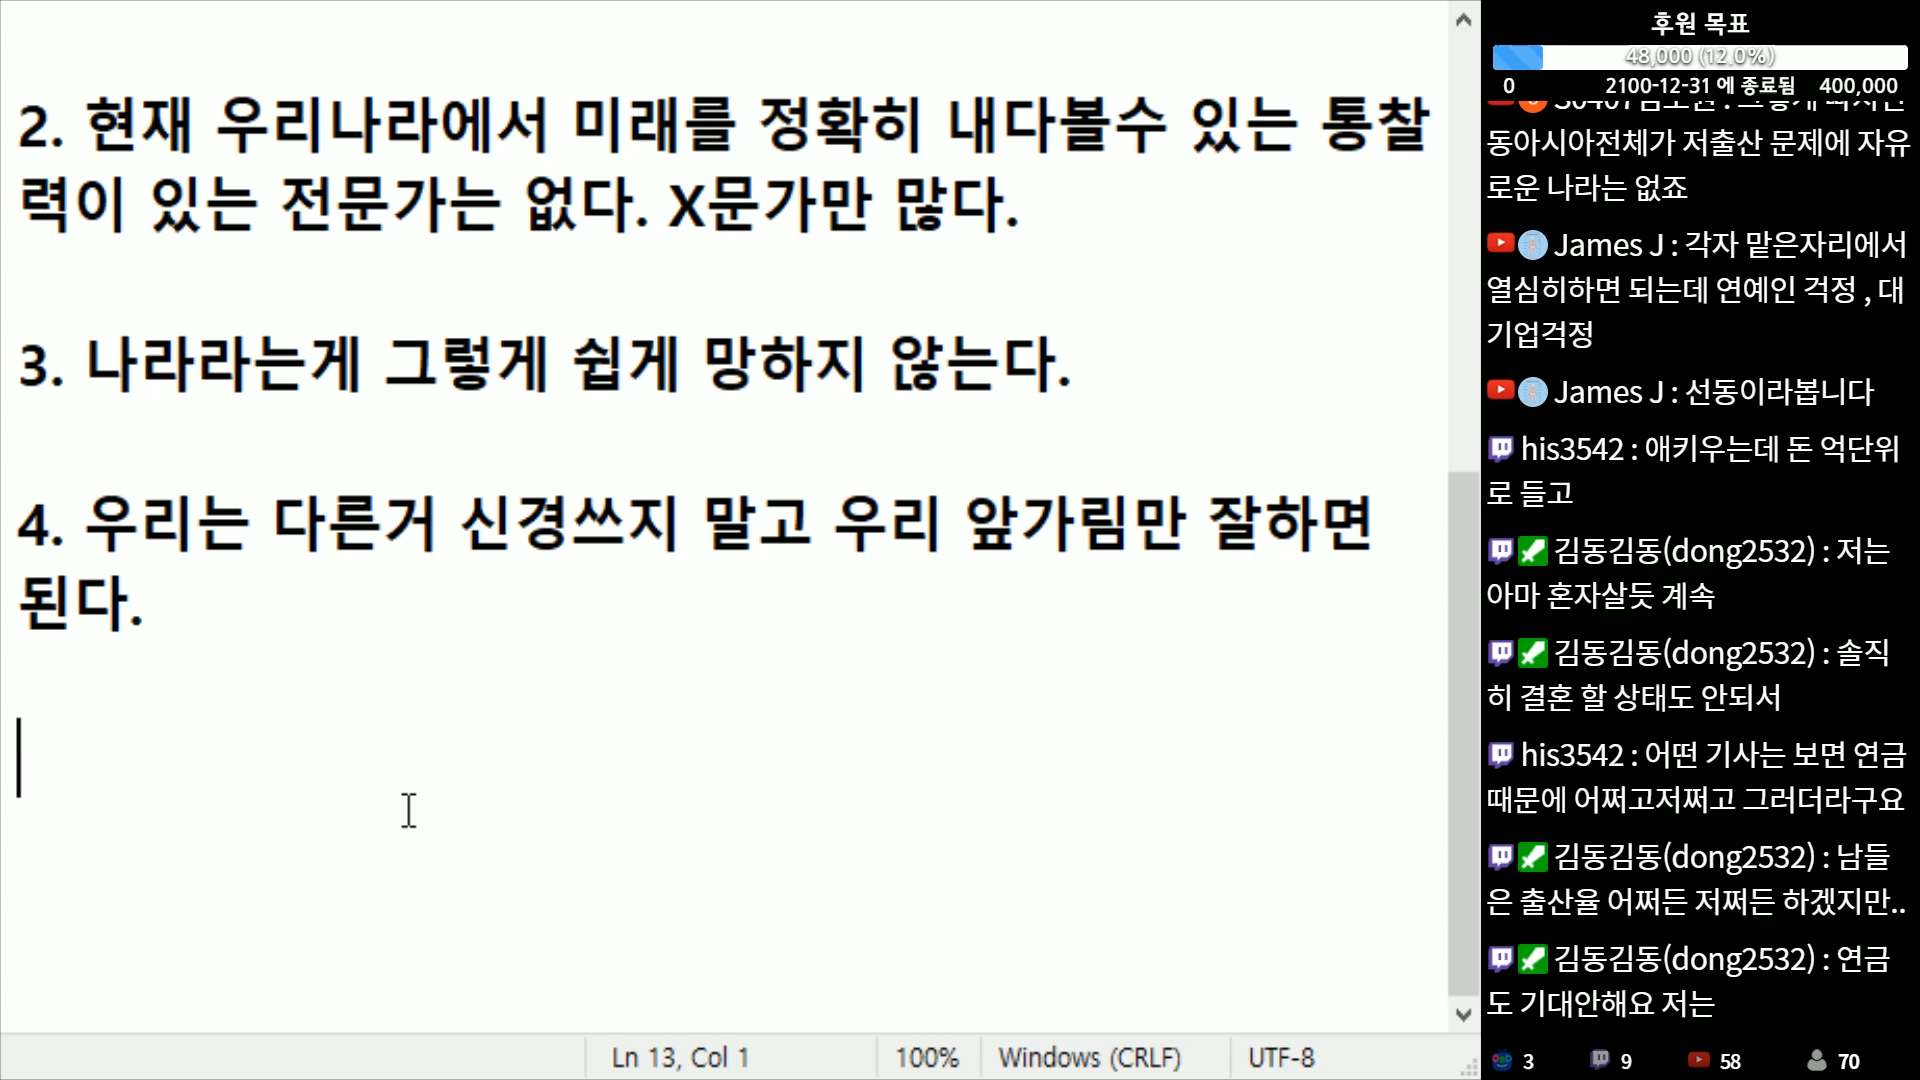 2. 현재 우리나라에서 미래를 정확히 내다볼수 있는 통찰
력이 있는 전문가는 없다. X문가만 많다.
3. 나라라는게 그렇게 쉽게 망하지 않는다.
4. 우리는 다른거 신경쓰지 말고 우리 앞가림만 잘하면
된다.
Ln 13, Col 1
100%
Windows (CRLF)
UTF-8
후원 목표
48,000 (12.0%)
0 2100-12-31 에 종료됨 400,000
동아시아전체가 저출산 문제에 자유
로운 나라는 없죠
James J : 각자 맡은자리에서
열심히하면 되는데 연예인 걱정 , 대
기업걱정
James J : 선동이라봅니다
his3542 : 애키우는데 돈 억단위
로 들고
김동김동(dong2532) : 저는
아마 혼자살듯 계속
김동김동(dong2532) : 솔직
히 결혼 할 상태도 안되서
his3542 : 어떤 기사는 보면 연금
때문에 어쩌고저쩌고 그러더라구요
김동김동(dong2532) : 남들
은 출산율 어쩌든 저쩌든 하겠지만..
김동김동(dong2532) : 연금
도 기대안해요 저는
3 9 58 70